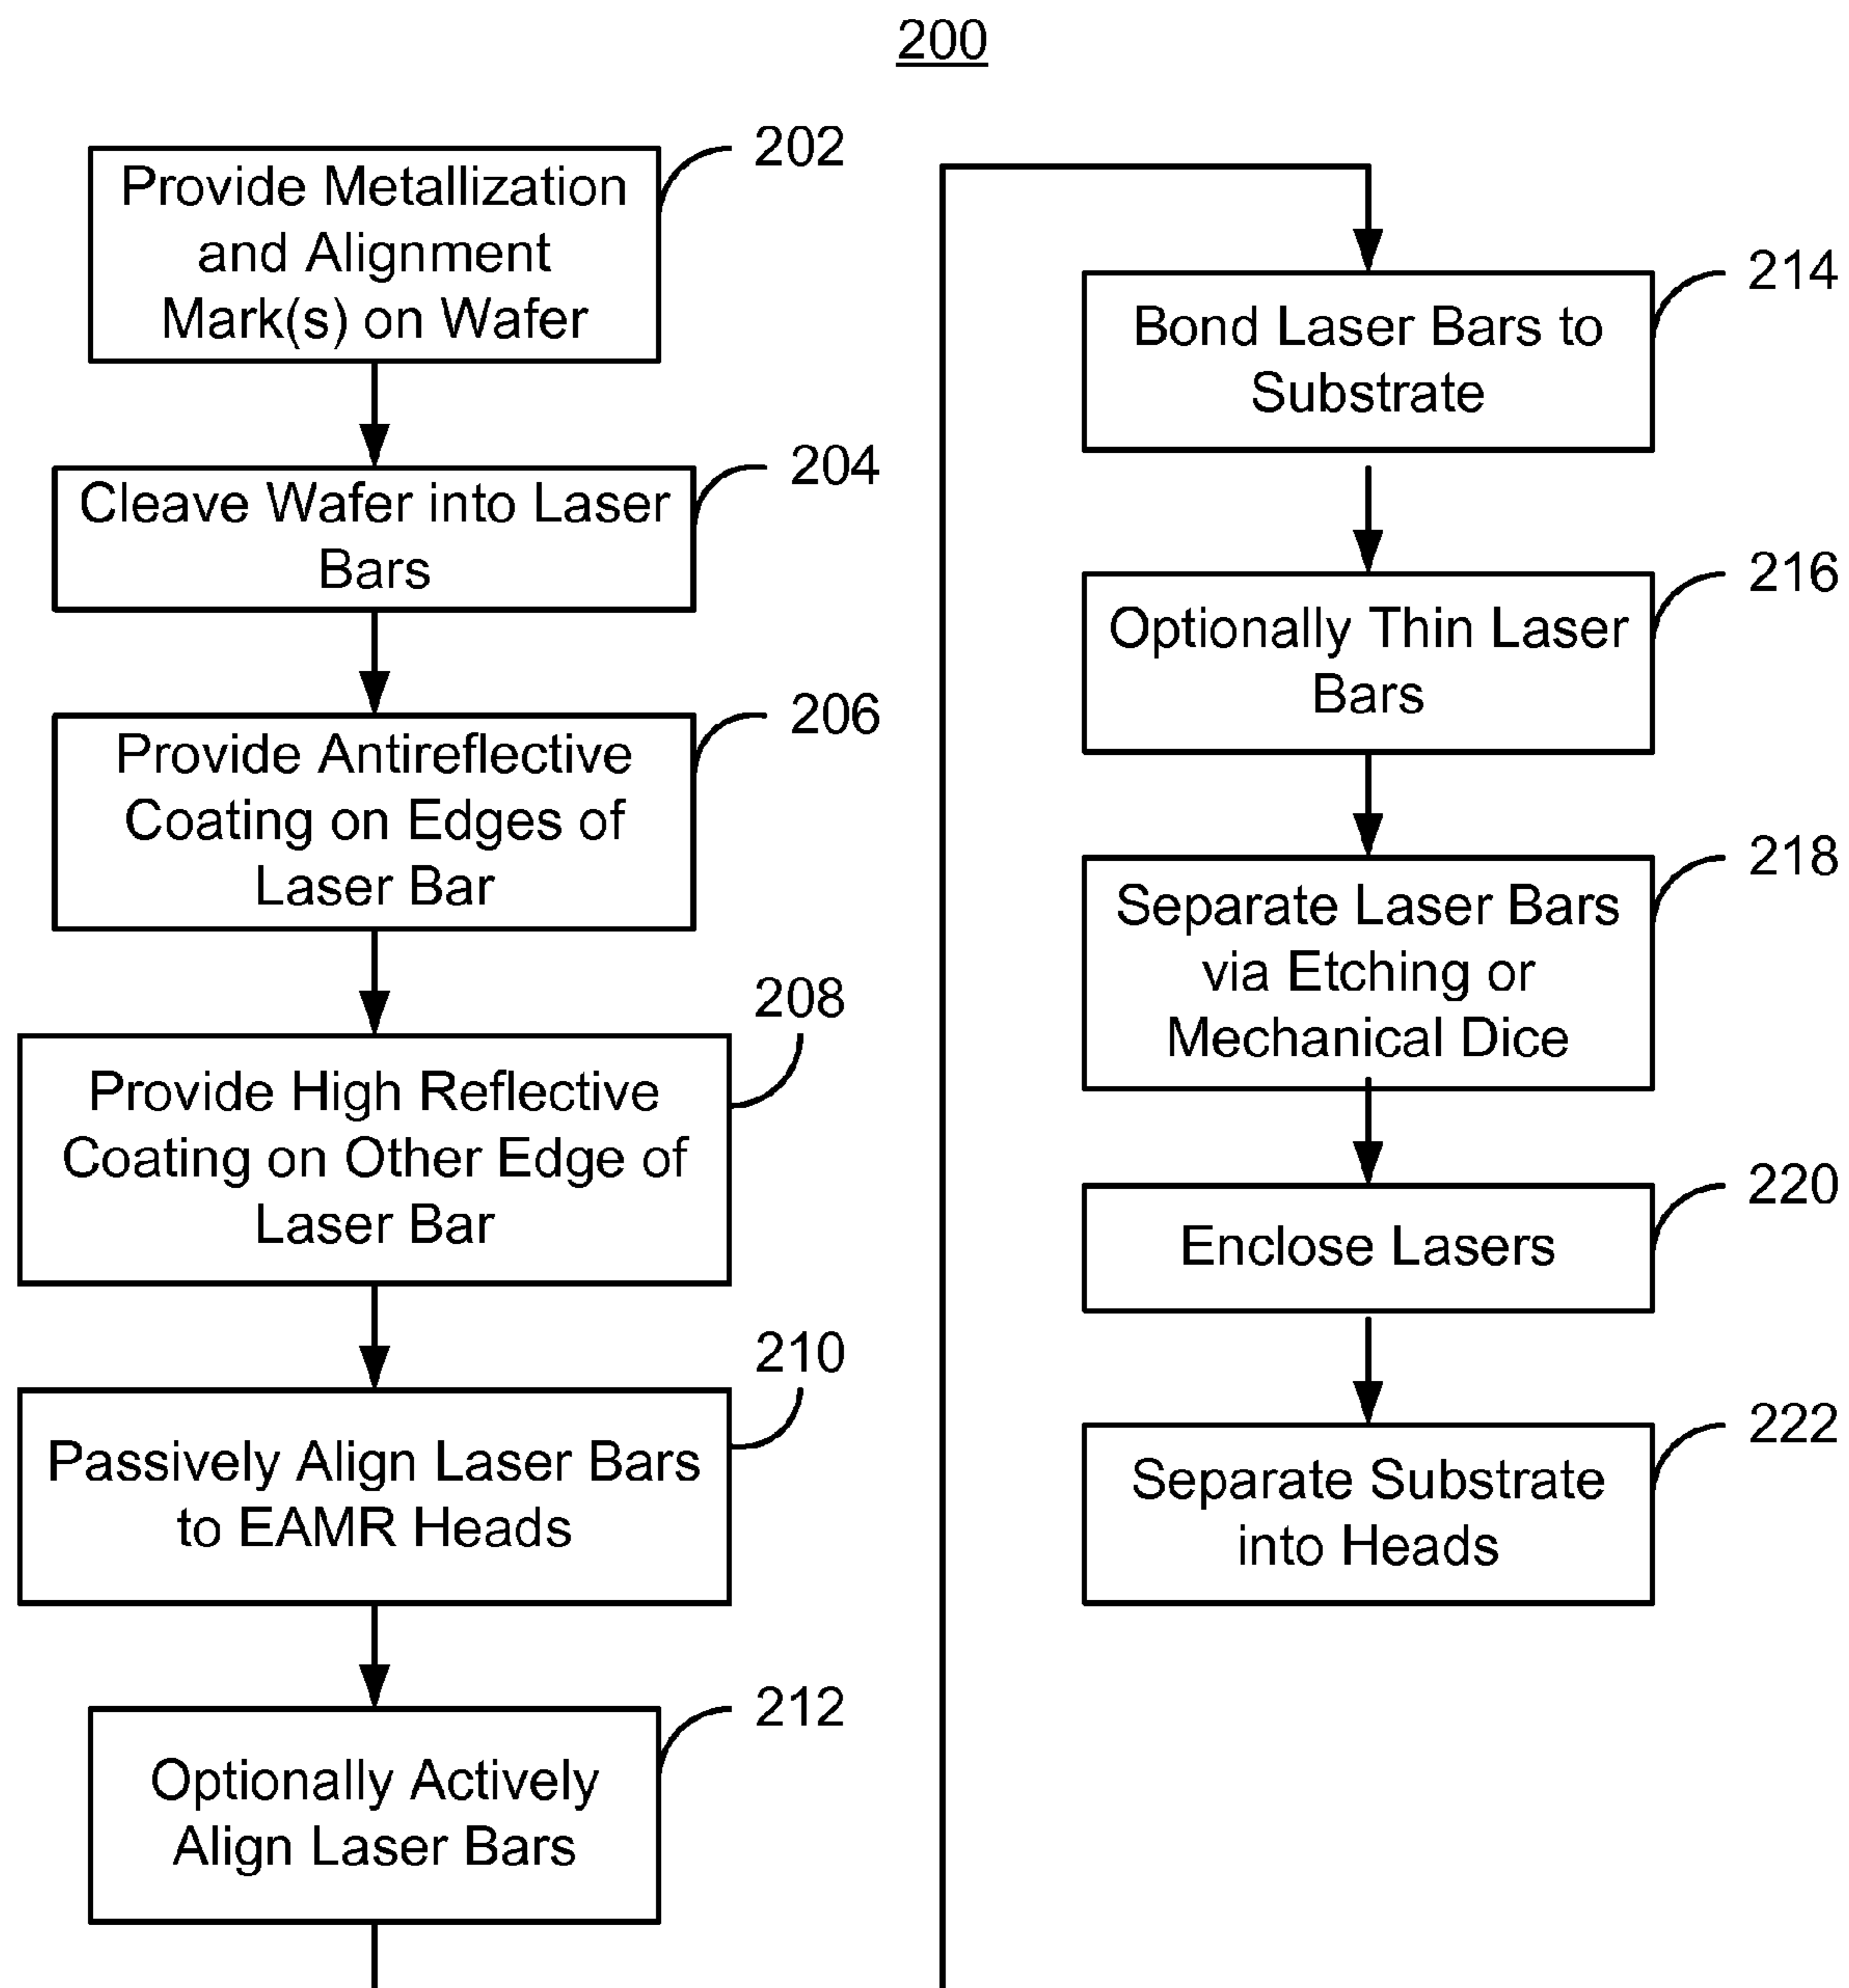 200
202
Provide Metallization
and Alignment
Mark(s) on Wafer
204
Cleave Wafer into Laser
Bars
206
Provide Antireflective
Coating on Edges of
Laser Bar
208
Provide High Reflective
Coating on Other Edge of
Laser Bar
210
Passively Align Laser Bars
to EAMR Heads
212
Optionally Actively
Align Laser Bars
214
Bond Laser Bars to
Substrate
216
Optionally Thin Laser
Bars
218
Separate Laser Bars
via Etching or
Mechanical Dice
220
Enclose Lasers
222
Separate Substrate
into Heads